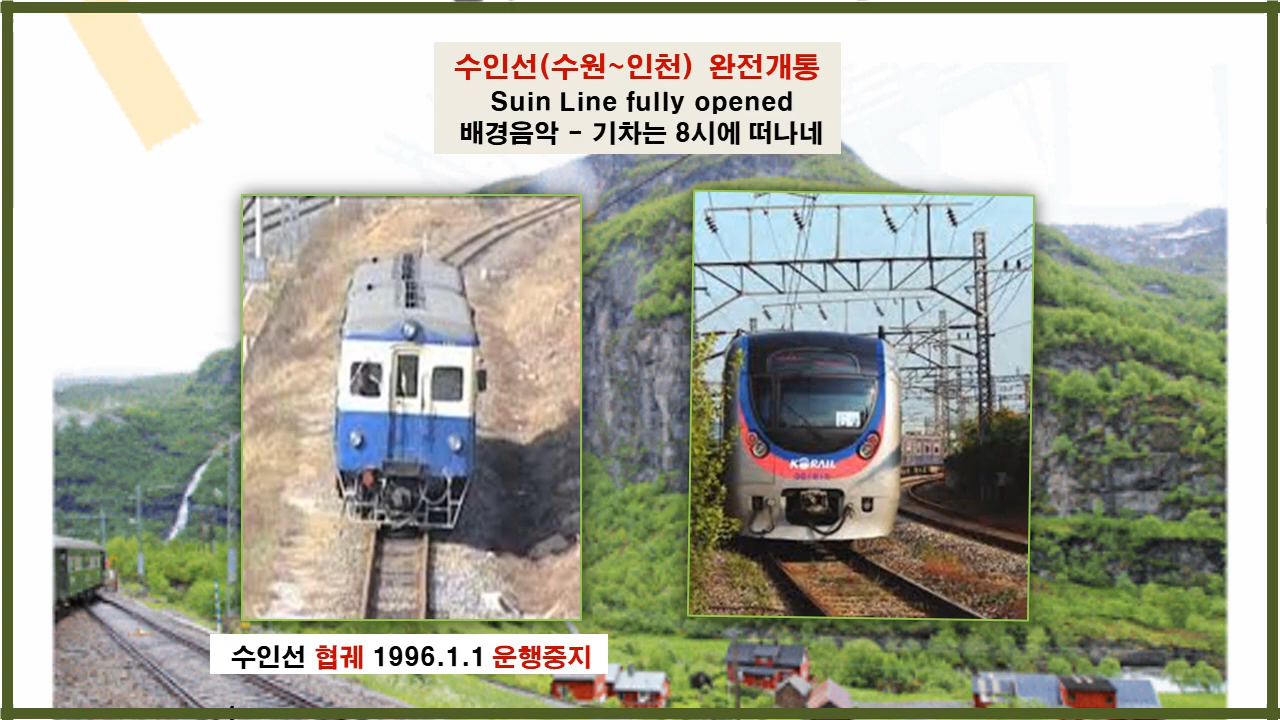 수인선(수원~인천) 완전개통
Suin Line fully opened
배경음악 - 기차는 8시에 떠나네
KORAIL
수인선 협궤 1996.1.1 운행중지